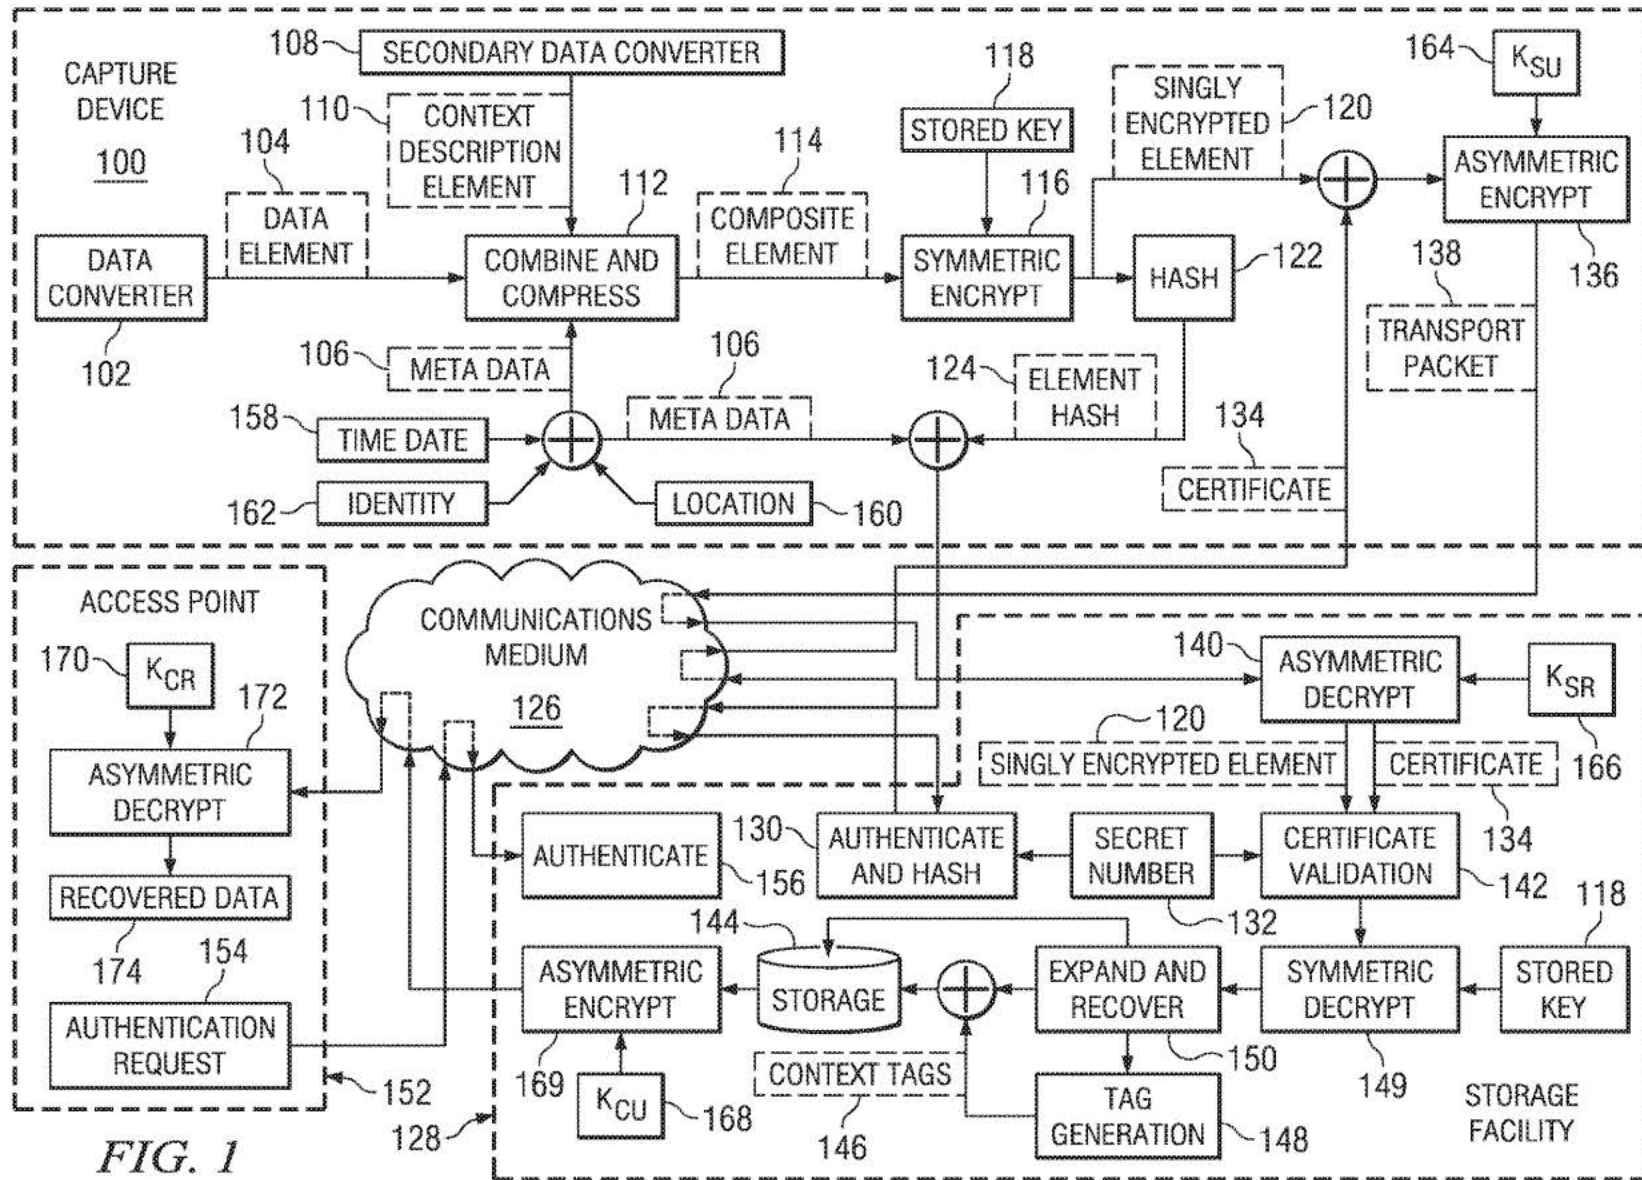 108
SECONDARY DATA CONVERTER
CAPTURE
DEVICE
100
110
CONTEXT
DESCRIPTION
ELEMENT
118
STORED KEY
SINGLY
ENCRYPTED
ELEMENT
120
164
KSU
104
DATA
ELEMENT
112
114
COMPOSITE
ELEMENT
116
ASYMMETRIC
ENCRYPT
136
DATA
CONVERTER
102
COMBINE AND
COMPRESS
SYMMETRIC
ENCRYPT
HASH
122
138
TRANSPORT
PACKET
106
META DATA
106
META DATA
124
ELEMENT
HASH
134
CERTIFICATE
158
TIME DATE
162
IDENTITY
LOCATION
160
ACCESS POINT
170
KCR
172
ASYMMETRIC
DECRYPT
RECOVERED DATA
174
154
AUTHENTICATION
REQUEST
152
COMMUNICATIONS
MEDIUM
126
140
ASYMMETRIC
DECRYPT
KSR
166
120
SINGLY ENCRYPTED ELEMENT
CERTIFICATE
134
AUTHENTICATE
156
130
AUTHENTICATE
AND HASH
SECRET
NUMBER
132
CERTIFICATE
VALIDATION
142
118
144
ASYMMETRIC
ENCRYPT
169
STORAGE
EXPAND AND
RECOVER
150
SYMMETRIC
DECRYPT
149
STORED
KEY
KCU
168
CONTEXT TAGS
146
TAG
GENERATION
148
STORAGE
FACILITY
128
FIG. 1